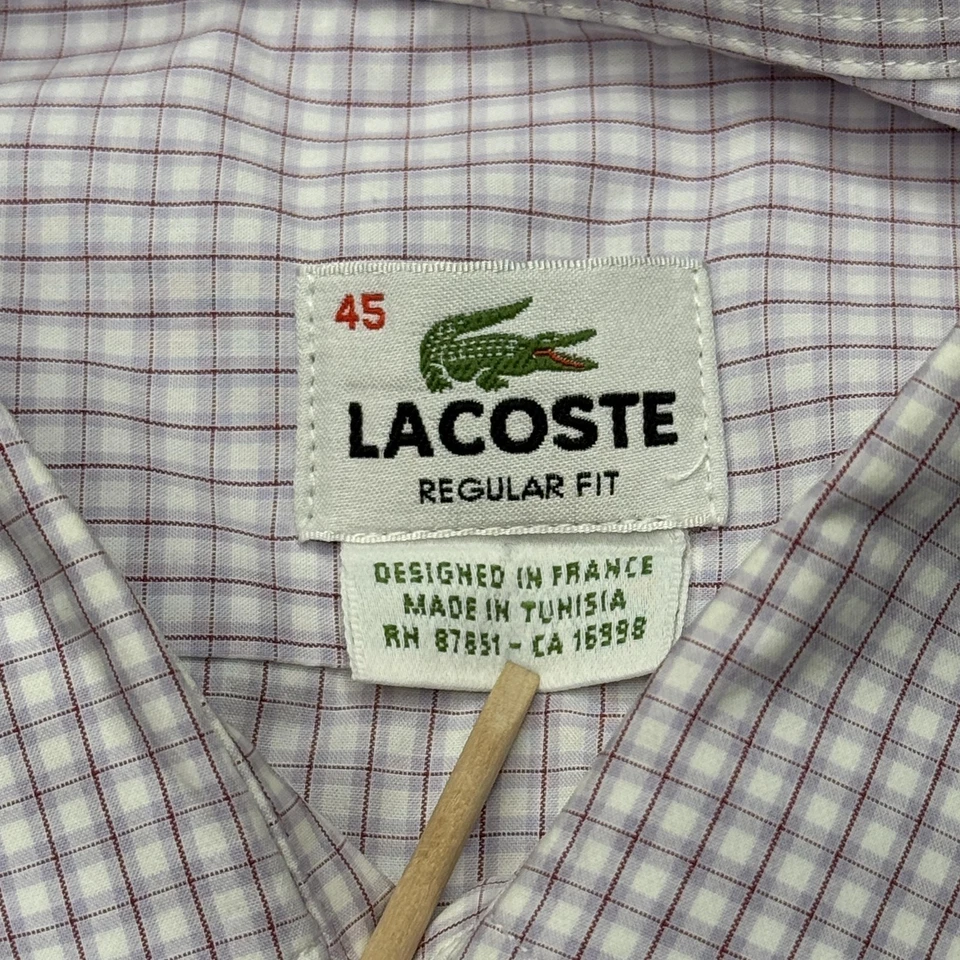 45
LACOSTE
REGULAR FIT
DESIGNED IN FRANCE
MADE IN TUNISIA
RN 87851 - CA 16998